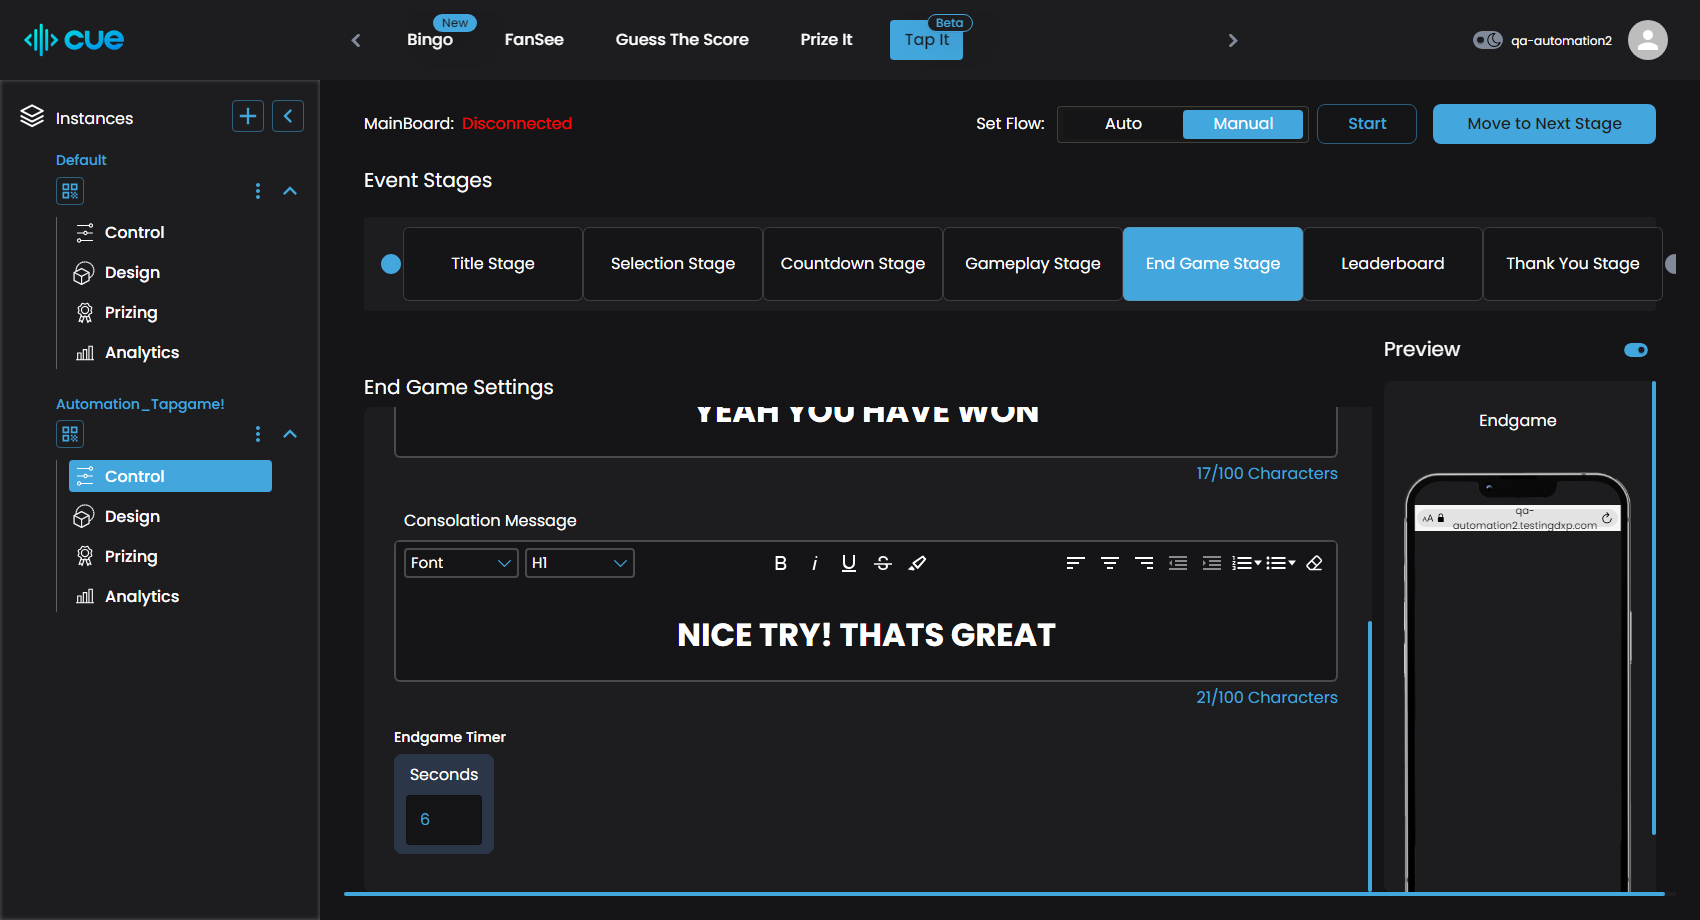 cue
New
Bingo
FanSee
Guess The Score
Prize It
Beta
Tap It
qa-automation2
Instances
Default
Control
Design
Prizing
Analytics
Automation_Tapgame!
Control
Design
Prizing
Analytics
MainBoard: Disconnected
Set Flow:
Auto
Manual
Start
Move to Next Stage
Event Stages
Title Stage
Selection Stage
Countdown Stage
Gameplay Stage
End Game Stage
Leaderboard
Thank You Stage
End Game Settings
YEAH YOU HAVE WON
17/100 Characters
Consolation Message
Font
H1
B
i
U
S
NICE TRY! THATS GREAT
21/100 Characters
Endgame Timer
Seconds
6
Preview
Endgame
AA
qa-
automation2.testingdxp.com